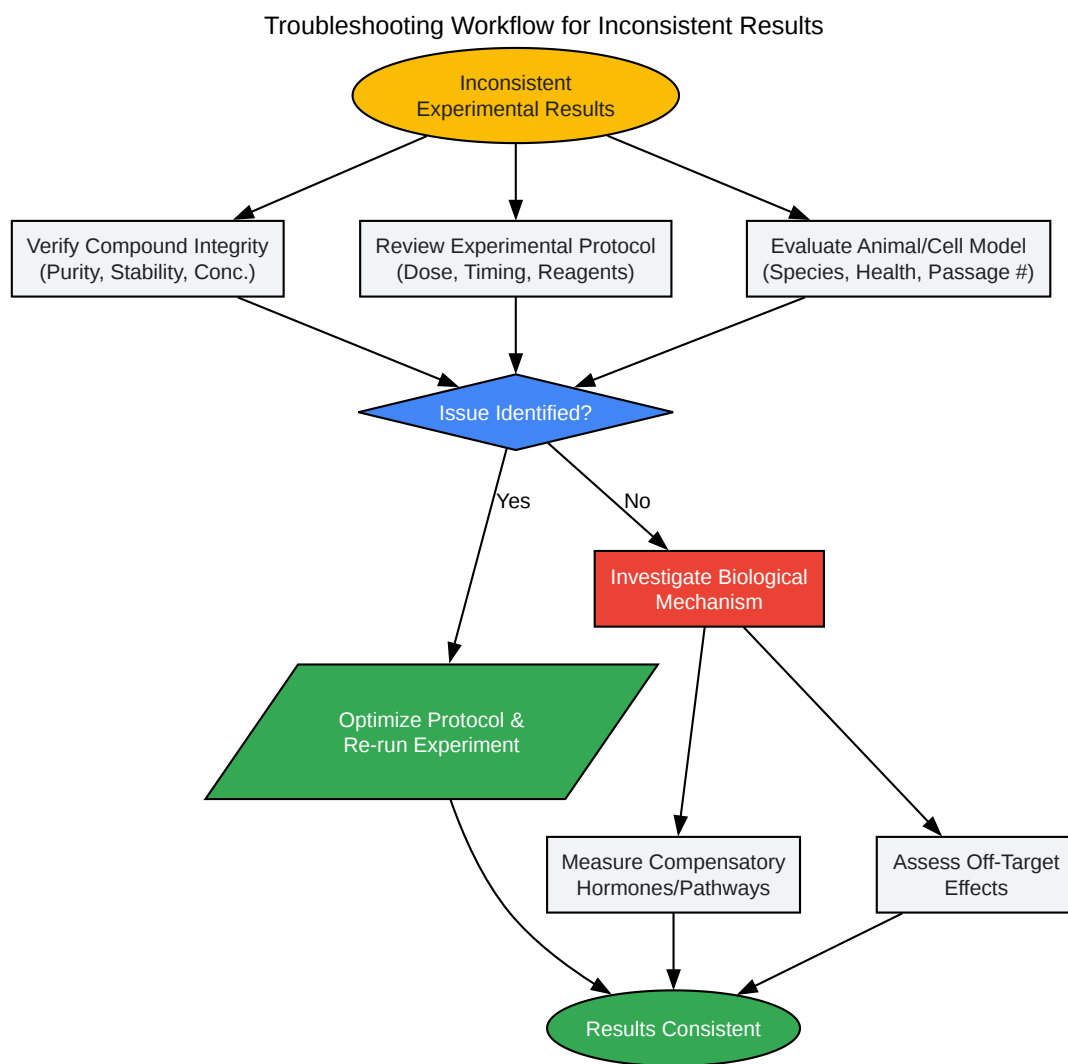 Troubleshooting Workflow for Inconsistent Results
Inconsistent
Experimental Results
Verify Compound Integrity
(Purity, Stability, Conc.)
Review Experimental Protocol
(Dose, Timing, Reagents)
Evaluate Animal/Cell Model
(Species, Health, Passage #)
Issue Identified?
Yes
No
Investigate Biological
Mechanism
Optimize Protocol &
Re-run Experiment
Measure Compensatory
Hormones/Pathways
Assess Off-Target
Effects
Results Consistent